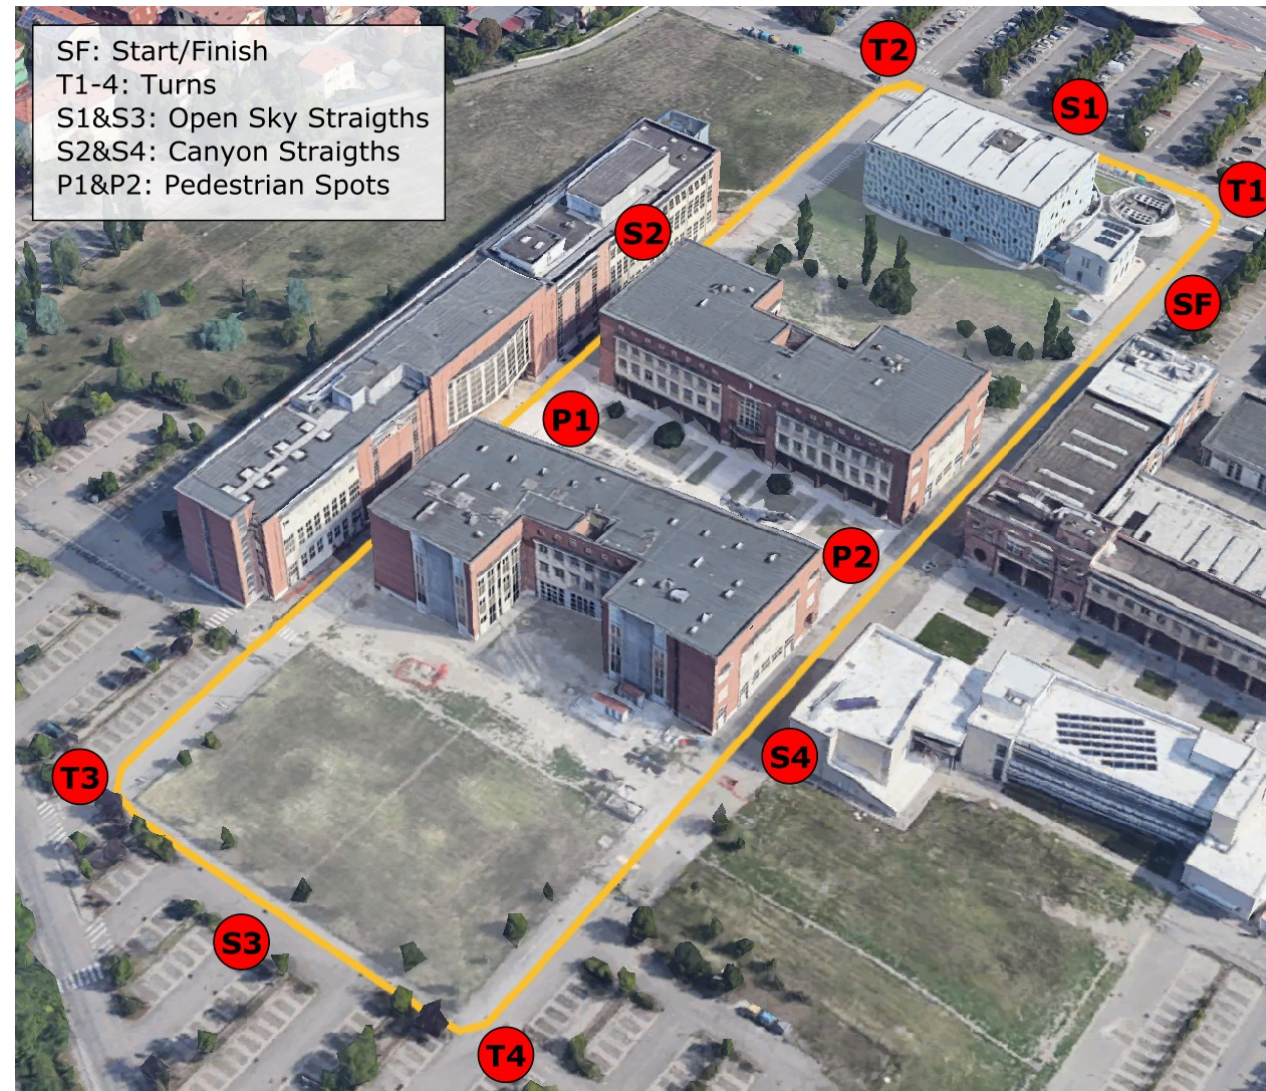 SF: Start/Finish
T1-4: Turns
S1&S3: Open Sky Straigths
S2&S4: Canyon Straigths
P1&P2: Pedestrian Spots
T2
S1
T1
S2
SF
P1
P2
S4
T3
S3
T4